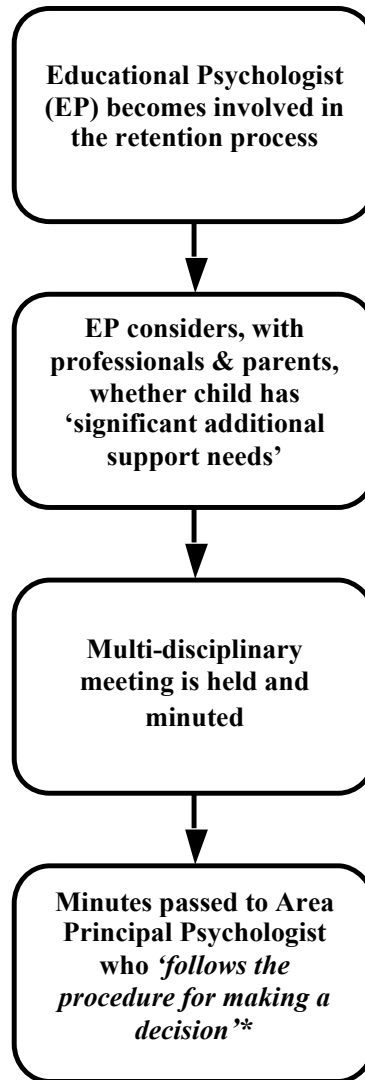 Educational Psychologist
(EP) becomes involved in
the retention process
EP considers, with
professionals & parents,
whether child has
‘significant additional
support needs’
Multi-disciplinary
meeting is held and
minuted
Minutes passed to Area
Principal Psychologist
who ‘follows the
procedure for making a
decision’*